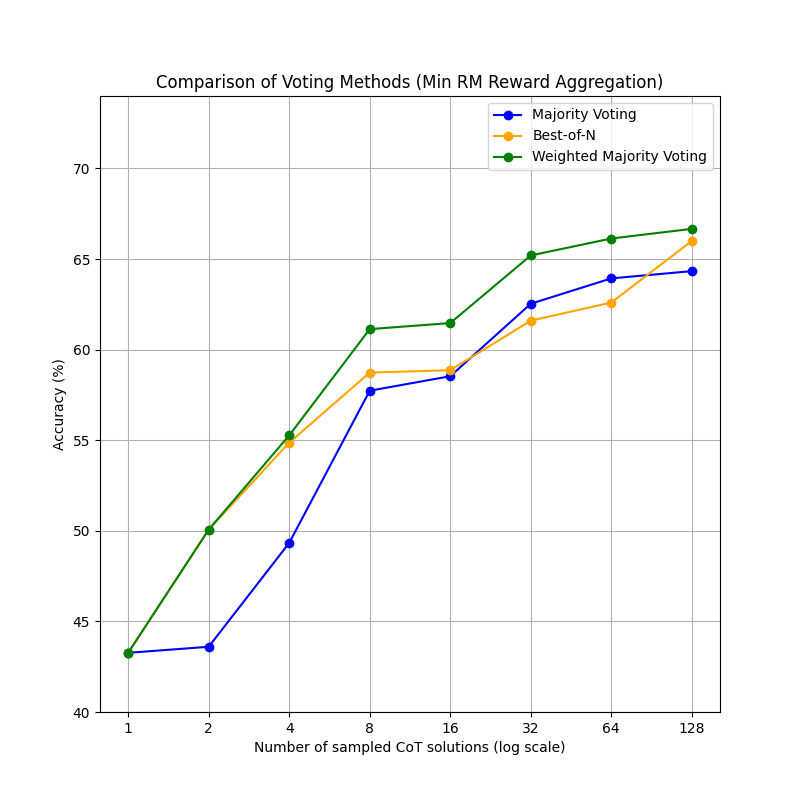 Comparison of Voting Methods (Min RM Reward Aggregation)
Majority Voting
Best-of-N
Weighted Majority Voting
Accuracy (%)
70
65
60
55
50
45
40
1 2 4 8 16 32 64 128
Number of sampled CoT solutions (log scale)